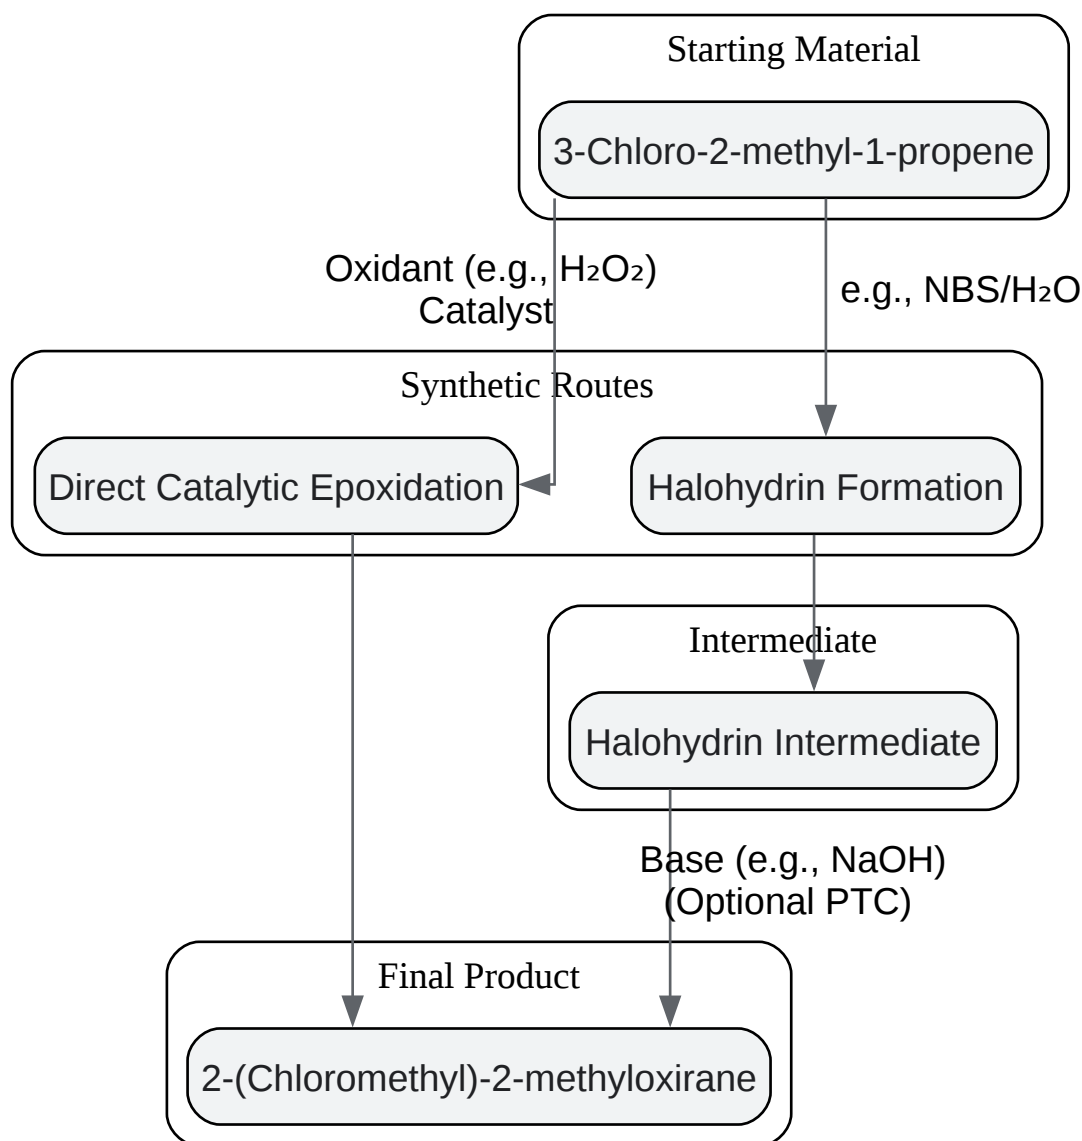 Starting Material
3-Chloro-2-methyl-1-propene
Oxidant (e.g., H₂O₂)
Catalyst
e.g., NBS/H₂O
Synthetic Routes
Direct Catalytic Epoxidation
Halohydrin Formation
Intermediate
Halohydrin Intermediate
Base (e.g., NaOH)
(Optional PTC)
Final Product
2-(Chloromethyl)-2-methyloxirane